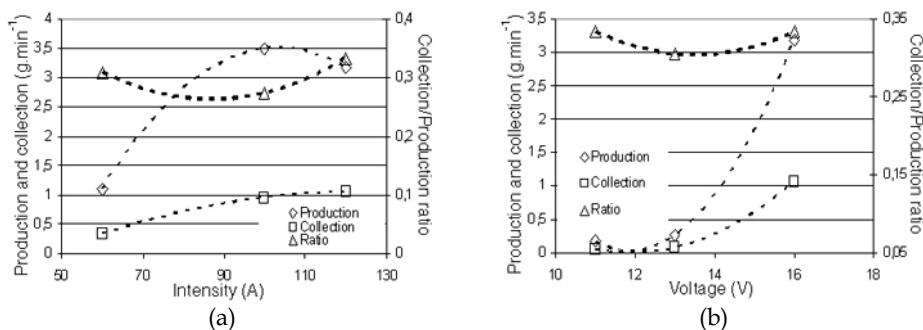 Production and collection (g.min-1)
4
3,5
3
2,5
2
1,5
1
0,5
0
0,4
0,3
0,2
0,1
0
Collection/Production
ratio
Production
Collection
Ratio
50
70
90
110
130
Intensity (A)
(a)
Production and collection (g.min-1)
3.5
3
2.5
2
1.5
1
0.5
0
0,35
0,25
0,15
0,05
Collection/Production
ratio
Production
Collection
Ratio
10
12
14
16
18
Voltage (V)
(b)